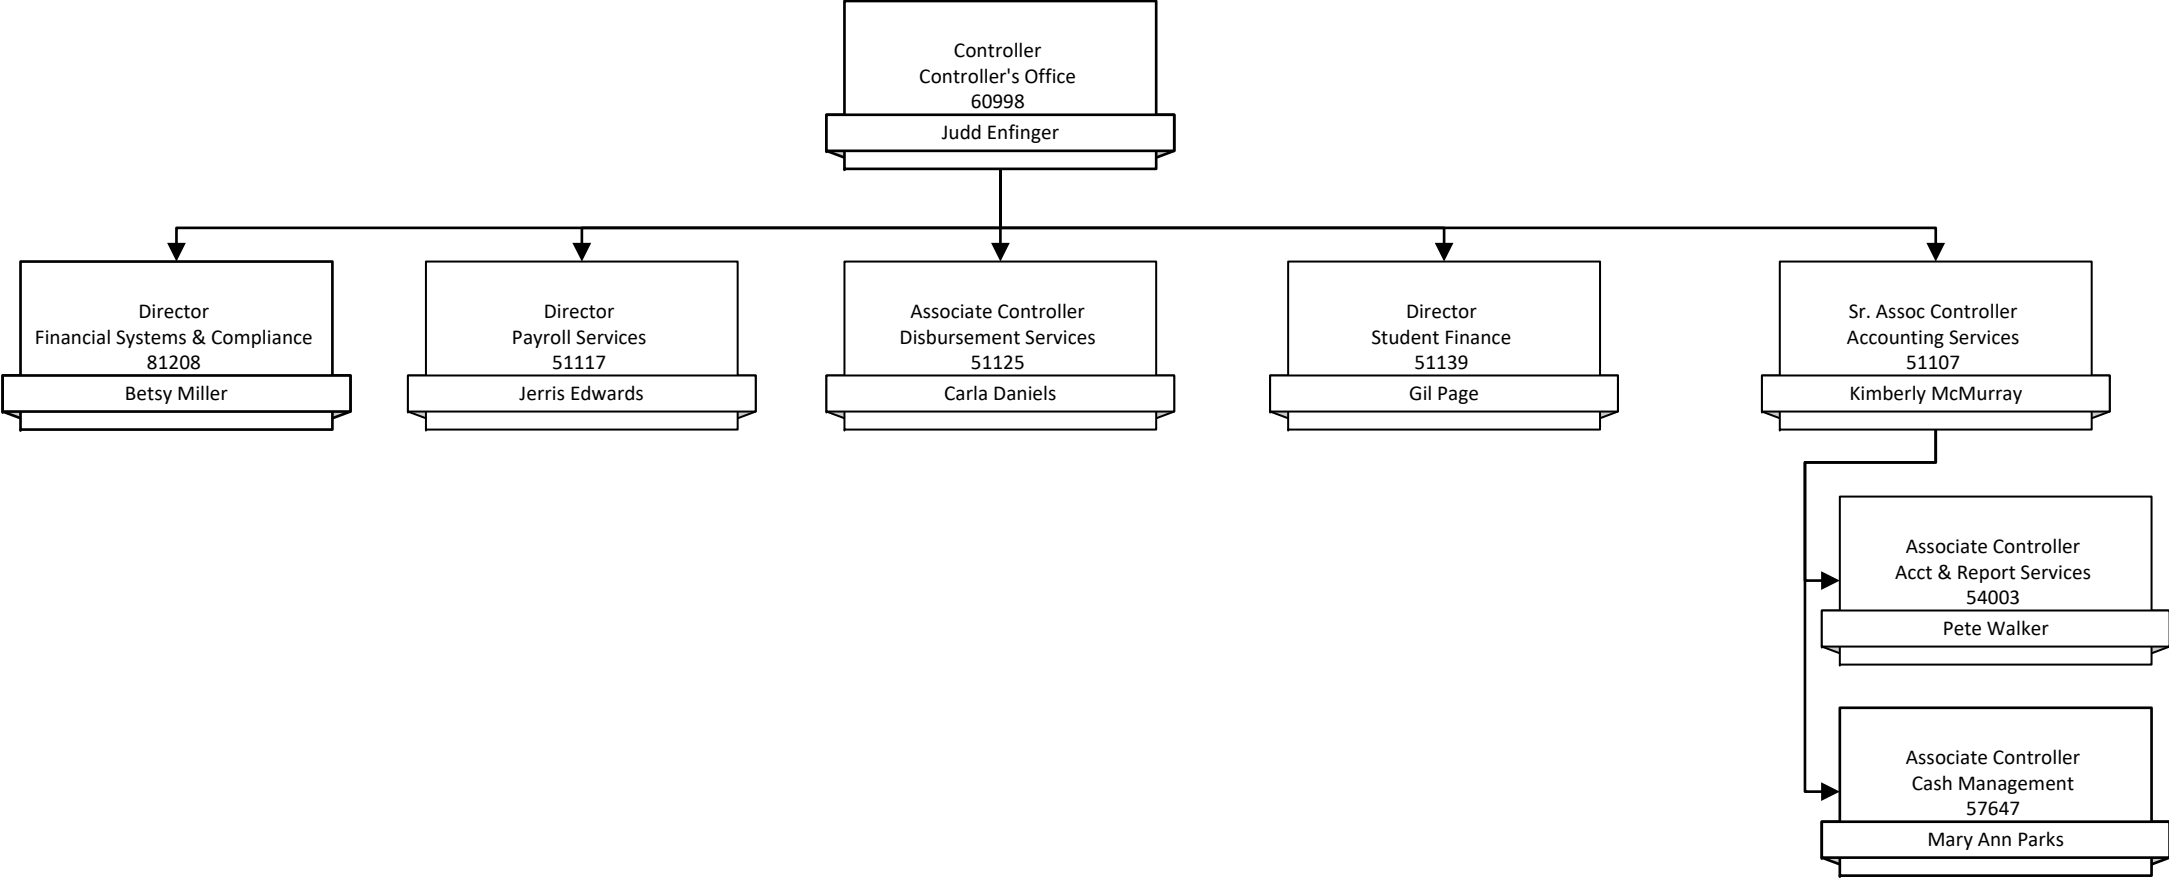 Controller
Controller's Office
60998
Judd Enfinger
Director
Financial Systems & Compliance
81208
Betsy Miller
Director
Payroll Services
51117
Jerris Edwards
Associate Controller
Disbursement Services
51125
Carla Daniels
Director
Student Finance
51139
Gil Page
Sr. Assoc Controller
Accounting Services
51107
Kimberly McMurray
Associate Controller
Acct & Report Services
54003
Pete Walker
Associate Controller
Cash Management
57647
Mary Ann Parks